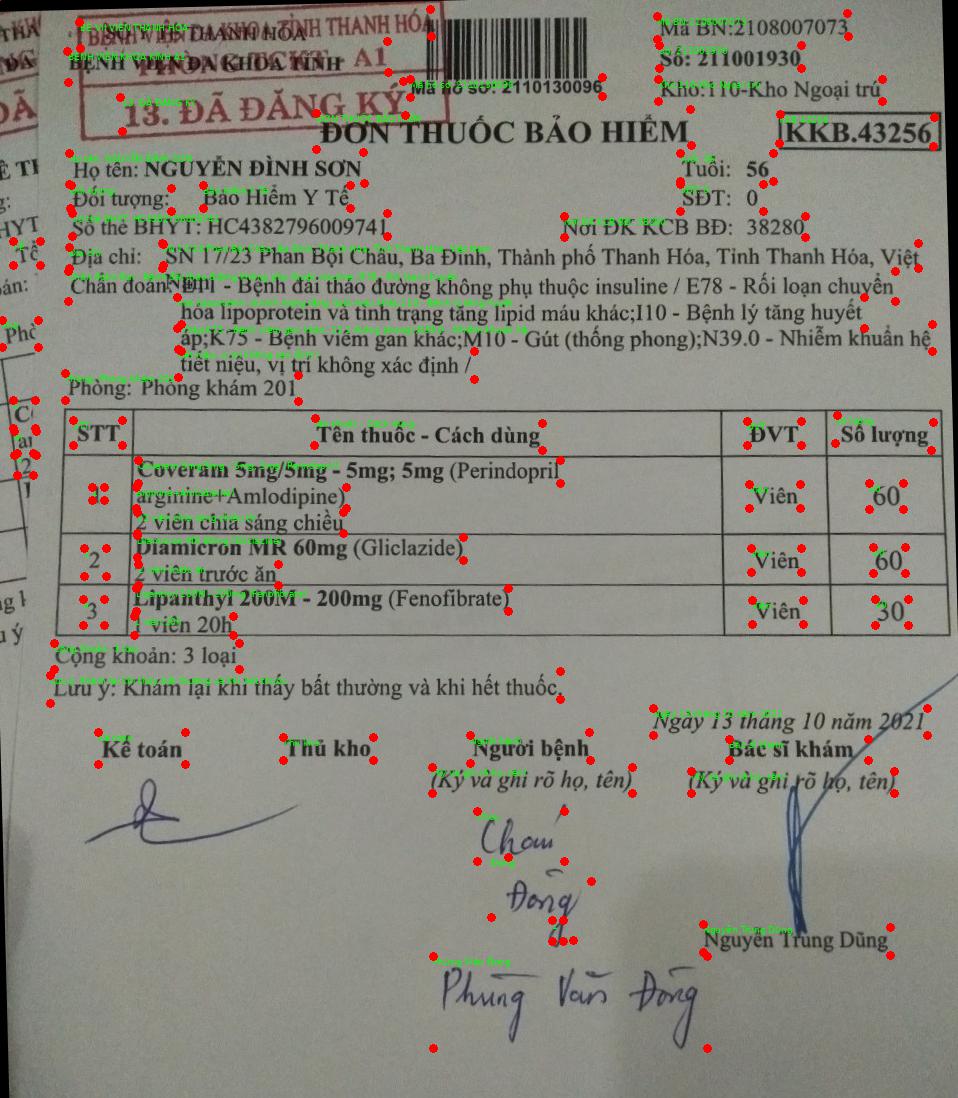 BỆNH VIỆN ĐA KHOA TỈNH THANH HÓA
BỆNH VIỆN ĐA KHOA TỈNH
A1
13. ĐÃ ĐĂNG KÝ
Mã hồ sơ: 2110130096
Mã BN:2108007073
Số: 211001930
Kho:110-Kho Ngoại trú
ĐƠN THUỐC BẢO HIỂM
KKB.43256
Họ tên: NGUYỄN ĐÌNH SƠN
Tuổi: 56
Đối tượng: Bảo Hiểm Y Tế
SĐT: 0
Số thẻ BHYT: HC4382796009741
Nơi ĐK KCB BĐ: 38280
Địa chỉ: SN 17/23 Phan Bội Châu, Ba Đình, Thành phố Thanh Hóa, Tỉnh Thanh Hóa, Việt
Nam
Chẩn đoán: E11 - Bệnh đái tháo đường không phụ thuộc insuline / E78 - Rối loạn chuyển
hóa lipoprotein và tình trạng tăng lipid máu khác;I10 - Bệnh lý tăng huyết
áp;K75 - Bệnh viêm gan khác;M10 - Gút (thống phong);N39.0 - Nhiễm khuẩn hệ
tiết niệu, vị trí không xác định /
Phòng: Phòng khám 201
STT Tên thuốc - Cách dùng ĐVT Số lượng
1 Coveram 5mg/5mg - 5mg; 5mg (Perindopril
arginine+Amlodipine) Viên 60
2 viên chia sáng chiều
2 Diamicron MR 60mg (Gliclazide) Viên 60
2 viên trước ăn
3 Lipanthyl 200M - 200mg (Fenofibrate) Viên 30
1 viên 20h
Cộng khoản: 3 loại
Lưu ý: Khám lại khi thấy bất thường và khi hết thuốc.
Ngày 13 tháng 10 năm 2021
Kế toán Thủ kho Người bệnh Bác sĩ khám
(Ký và ghi rõ họ, tên) (Ký và ghi rõ họ, tên)
Đồng
Nguyễn Trung Dũng
Phùng Văn Đồng